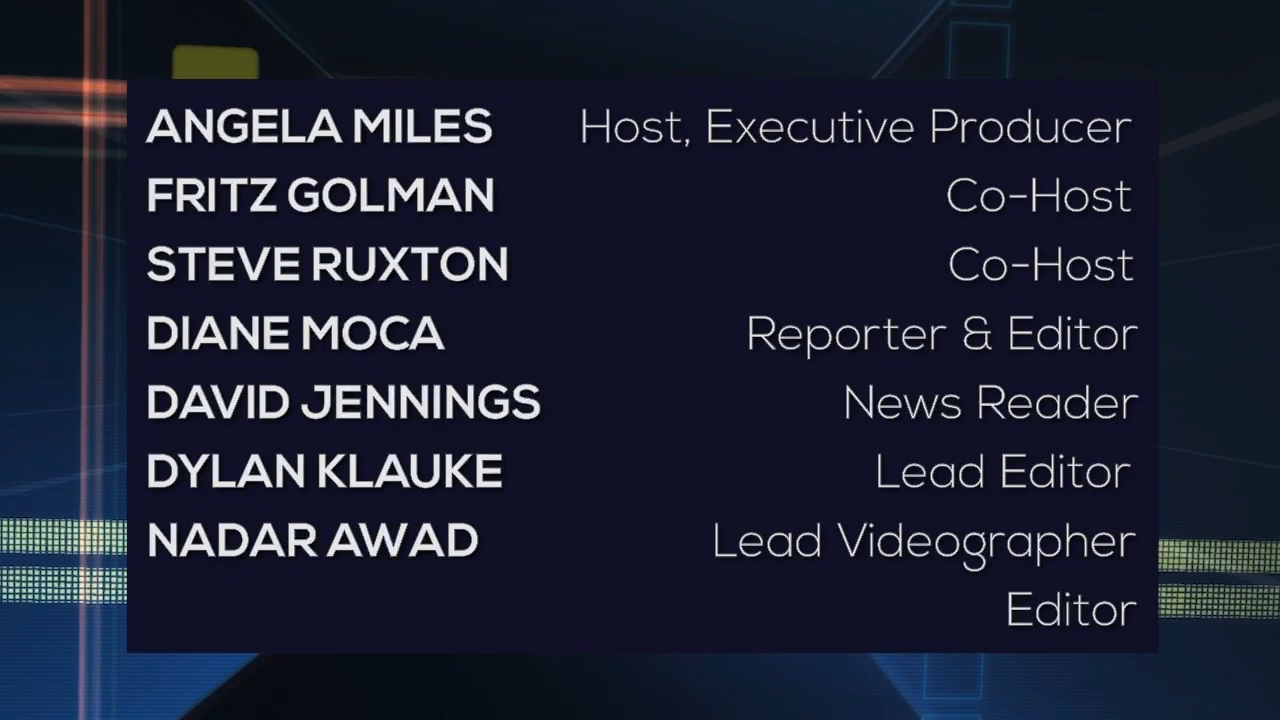 ANGELA MILES Host, Executive Producer
FRITZ GOLMAN Co-Host
STEVE RUXTON Co-Host
DIANE MOCA Reporter & Editor
DAVID JENNINGS News Reader
DYLAN KLAUKE Lead Editor
NADAR AWAD Lead Videographer
Editor